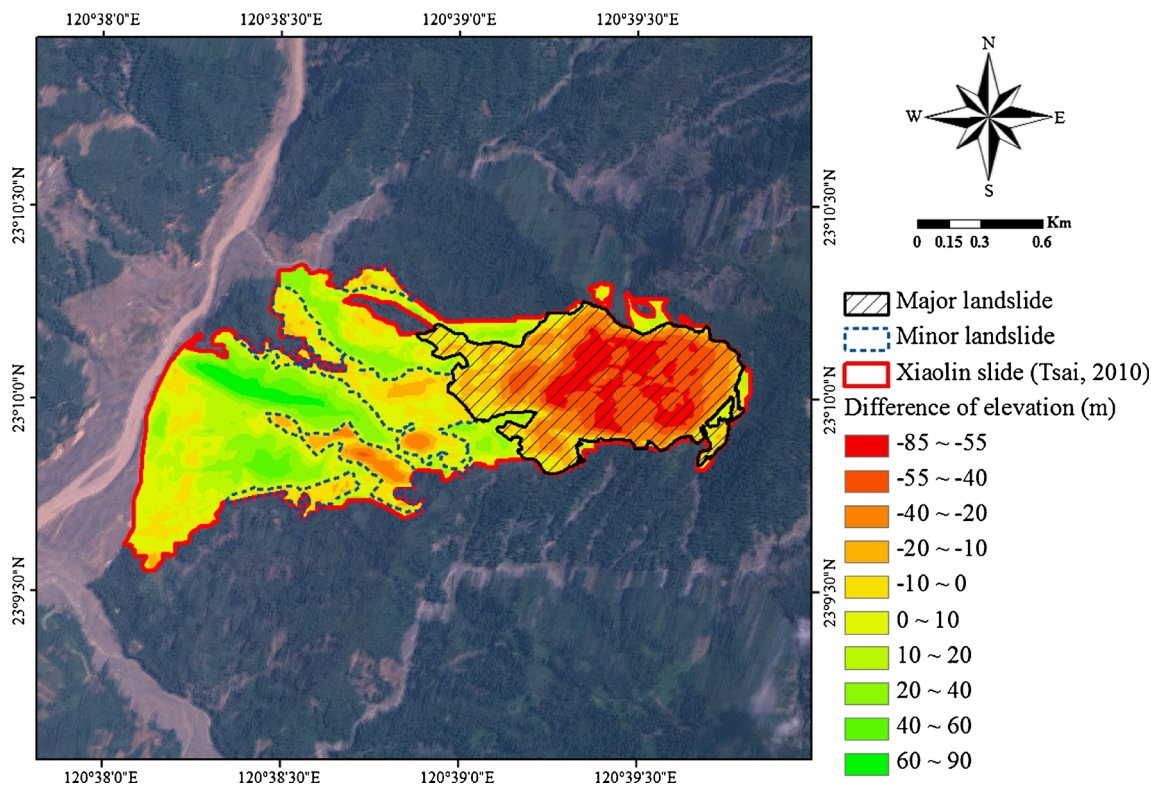 120°38'0"E 120°38'30"E 120°39'0"E 120°39'30"E
N
W E
S
23°10'30"N 23°10'30"N
Km
0 0.15 0.3 0.6
Major landslide
Minor landslide
Xiaolin slide (Tsai, 2010)
23°10'0"N 23°10'0"N
Difference of elevation (m)
-85 ~ -55
-55 ~ -40
-40 ~ -20
-20 ~ -10
-10 ~ 0
23°9'30"N 23°9'30"N
0 ~ 10
10 ~ 20
20 ~ 40
40 ~ 60
60 ~ 90
120°38'0"E 120°38'30"E 120°39'0"E 120°39'30"E